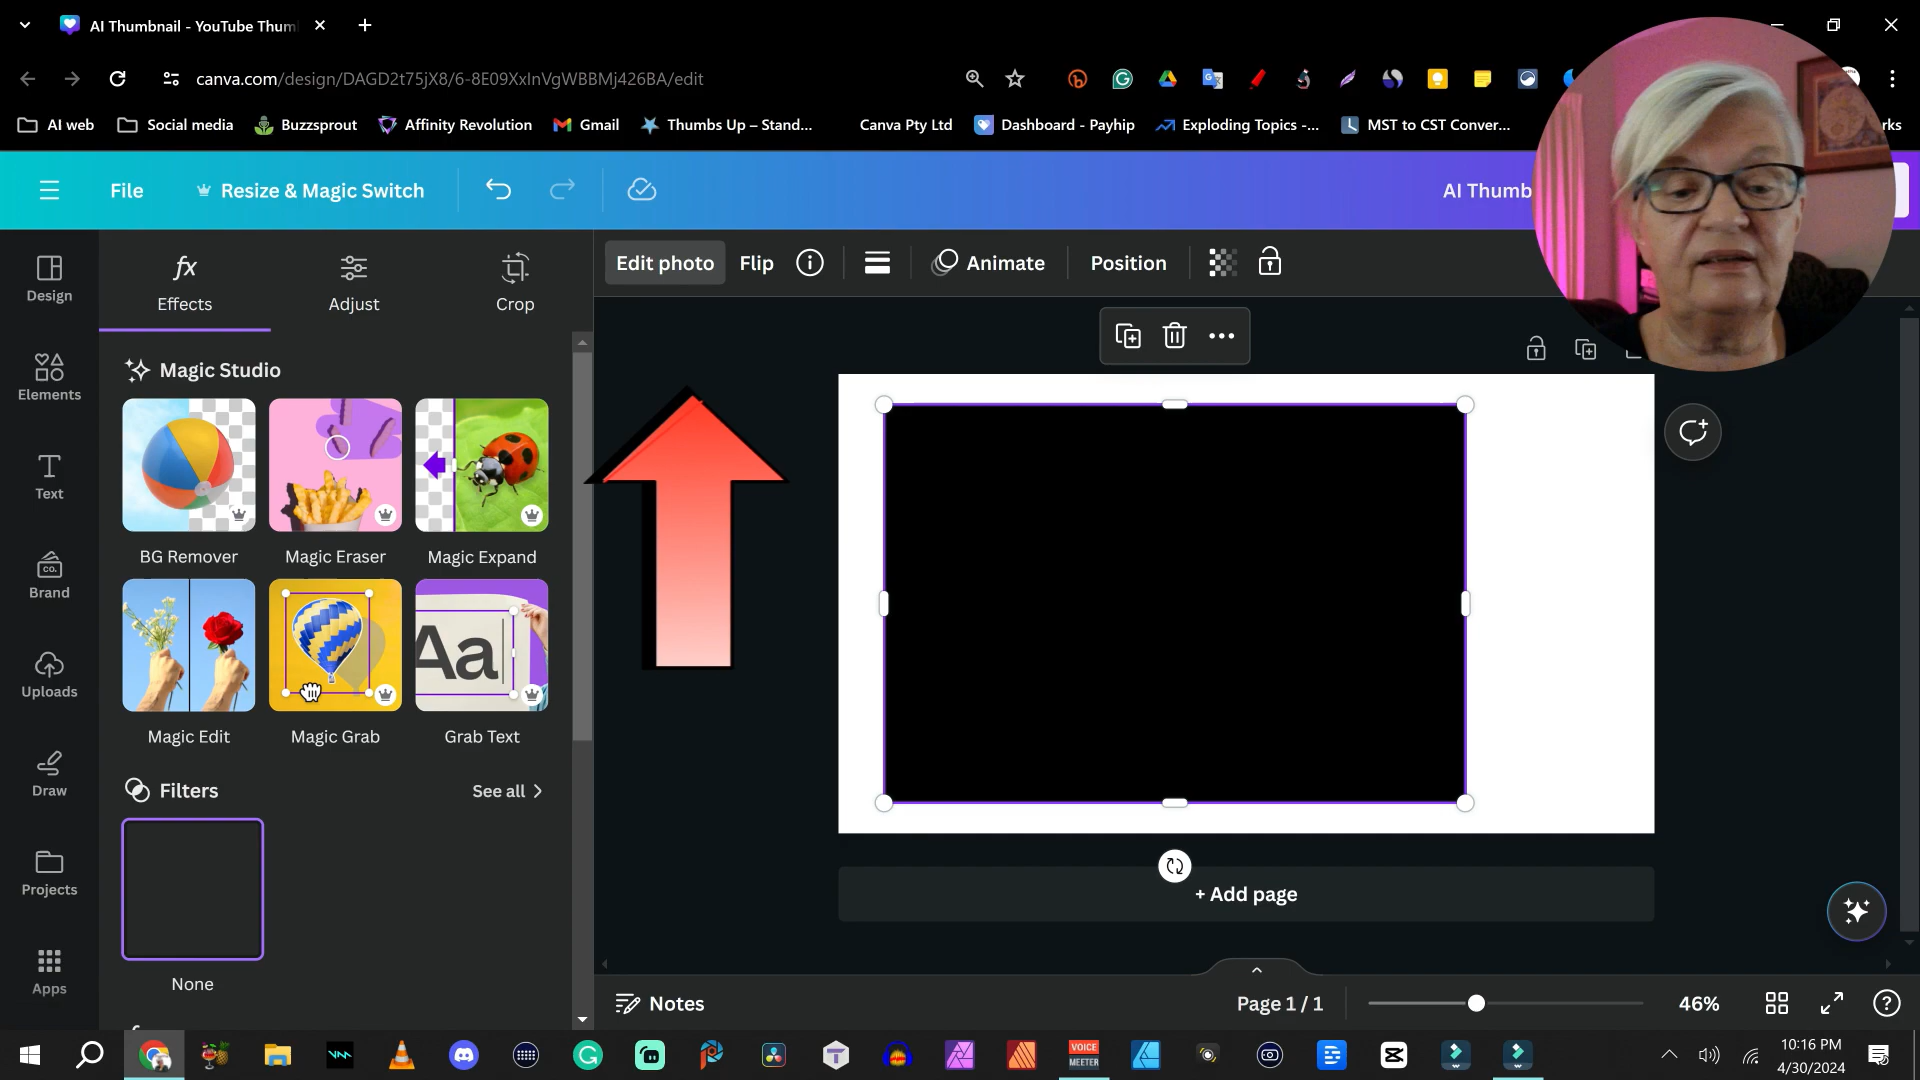 AI Thumbnail - YouTube Thum
canva.com/design/DAGD2t75jX8/6-8E09XxInVgWBBMj426BA/edit
AI web
Social media
Buzzsprout
Affinity Revolution
Gmail
Thumbs Up – Stand...
Canva Pty Ltd
Dashboard - Payhip
Exploding Topics -...
MST to CST Conver...
rks
File
Resize & Magic Switch
AI Thumb
Design
Elements
Text
Brand
Uploads
Draw
Projects
Apps
fx
Effects
Adjust
Crop
Edit photo
Flip
Animate
Position
Magic Studio
BG Remover
Magic Eraser
Magic Expand
Aa
CO.
Magic Edit
Magic Grab
Grab Text
Filters
See all
None
+ Add page
Notes
Page 1 / 1
46%
VOICE
MEETER
10:16 PM
4/30/2024